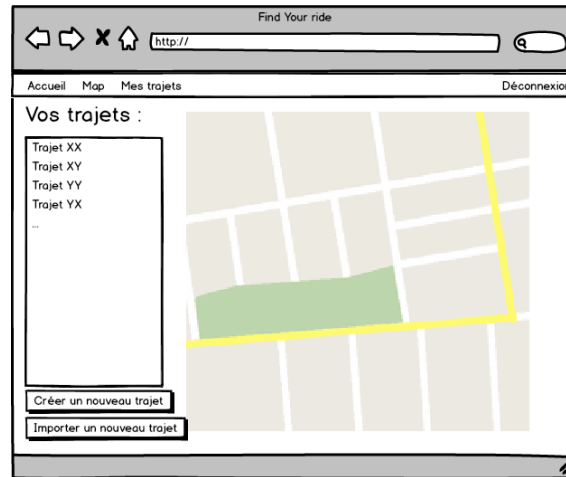 Find Your ride
http://
Accueil Map Mes trajets Déconnexion
Vos trajets :
Trajet XX
Trajet XY
Trajet YY
Trajet YX
...
Créer un nouveau trajet
Importer un nouveau trajet